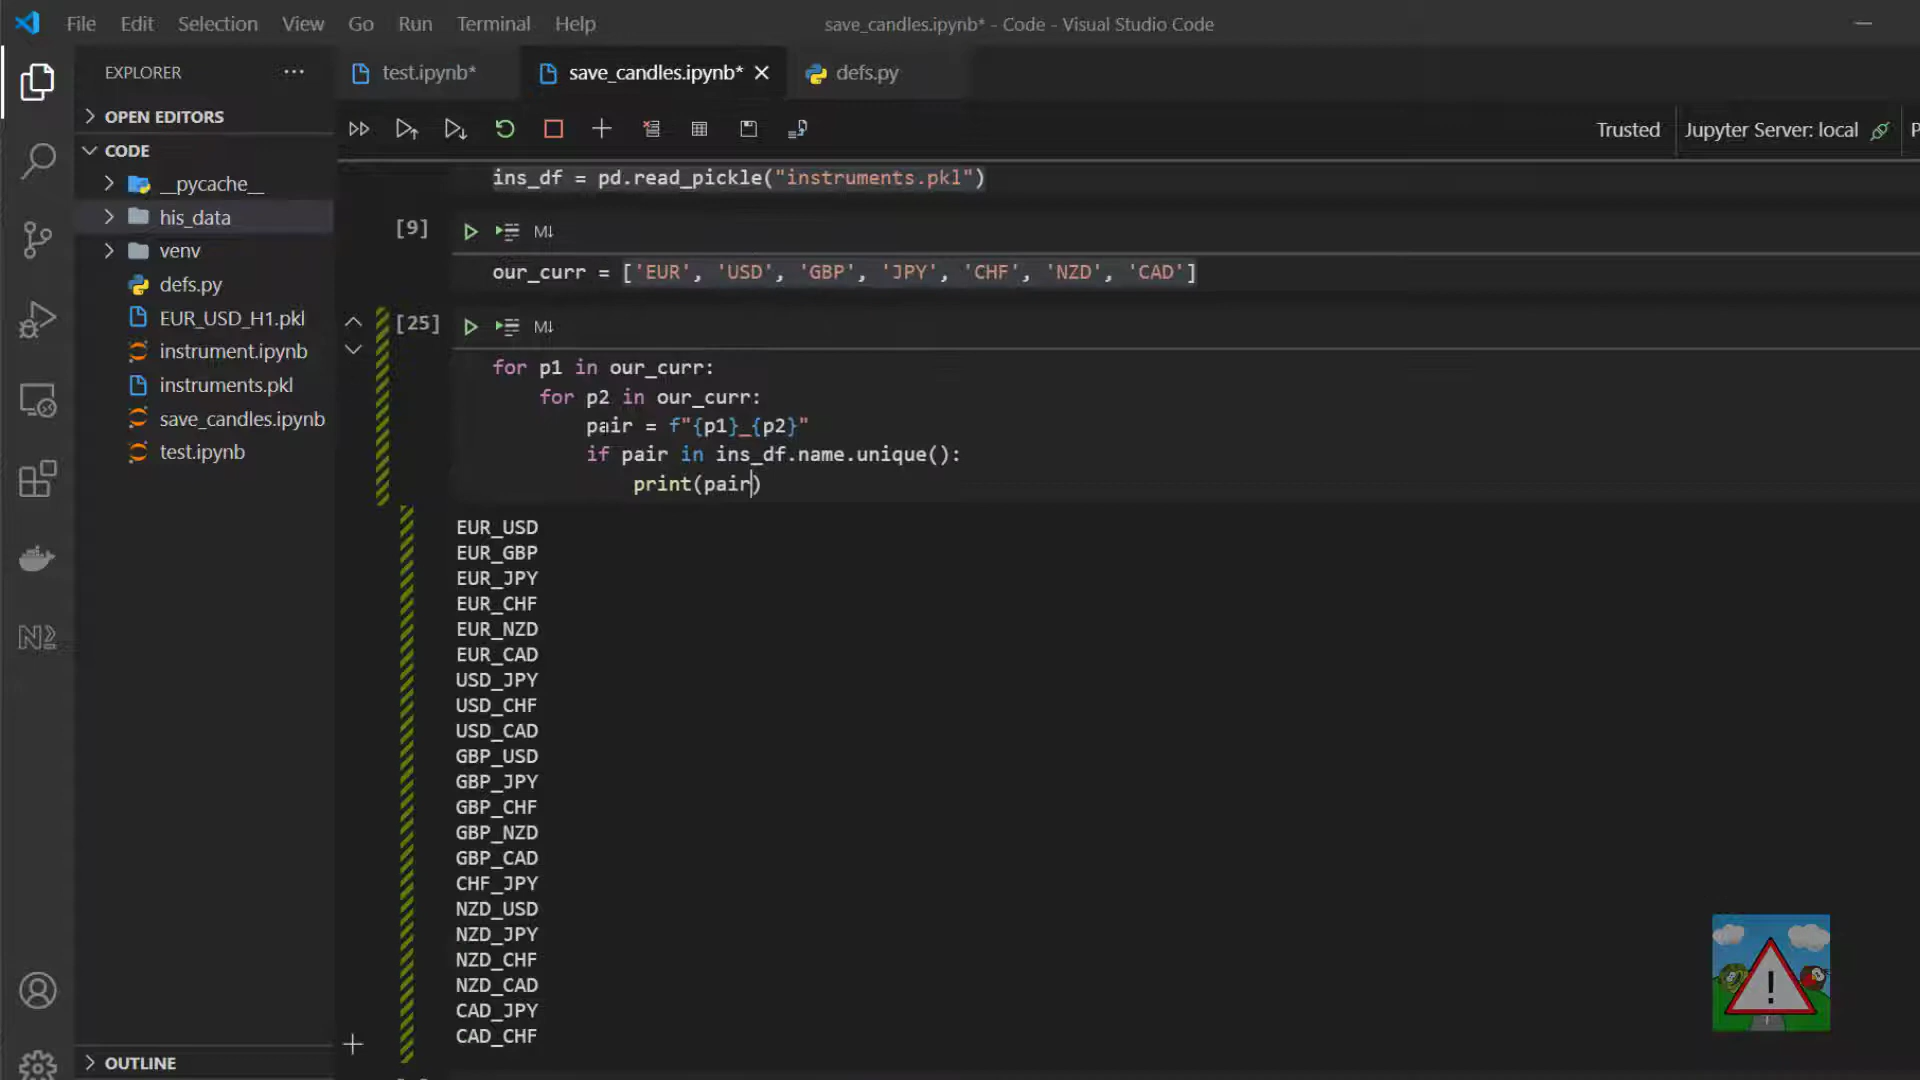 File Edit Selection View Go Run Terminal Help
save_candles.ipynb* - Code - Visual Studio Code
EXPLORER
test.ipynb*
save_candles.ipynb*
defs.py
OPEN EDITORS
CODE
Trusted
Jupyter Server: local
P
__pycache__
his_data
venv
defs.py
EUR_USD_H1.pkl
instrument.ipynb
instruments.pkl
save_candles.ipynb
test.ipynb
OUTLINE
ins_df = pd.read_pickle("instruments.pkl")
[9]
M↓
our_curr = ['EUR', 'USD', 'GBP', 'JPY', 'CHF', 'NZD', 'CAD']
[25]
M↓
for p1 in our_curr:
for p2 in our_curr:
pair = f"{p1}_{p2}"
if pair in ins_df.name.unique():
print(pair)
EUR_USD
EUR_GBP
EUR_JPY
EUR_CHF
EUR_NZD
EUR_CAD
USD_JPY
USD_CHF
USD_CAD
GBP_USD
GBP_JPY
GBP_CHF
GBP_NZD
GBP_CAD
CHF_JPY
NZD_USD
NZD_JPY
NZD_CHF
NZD_CAD
CAD_JPY
CAD_CHF